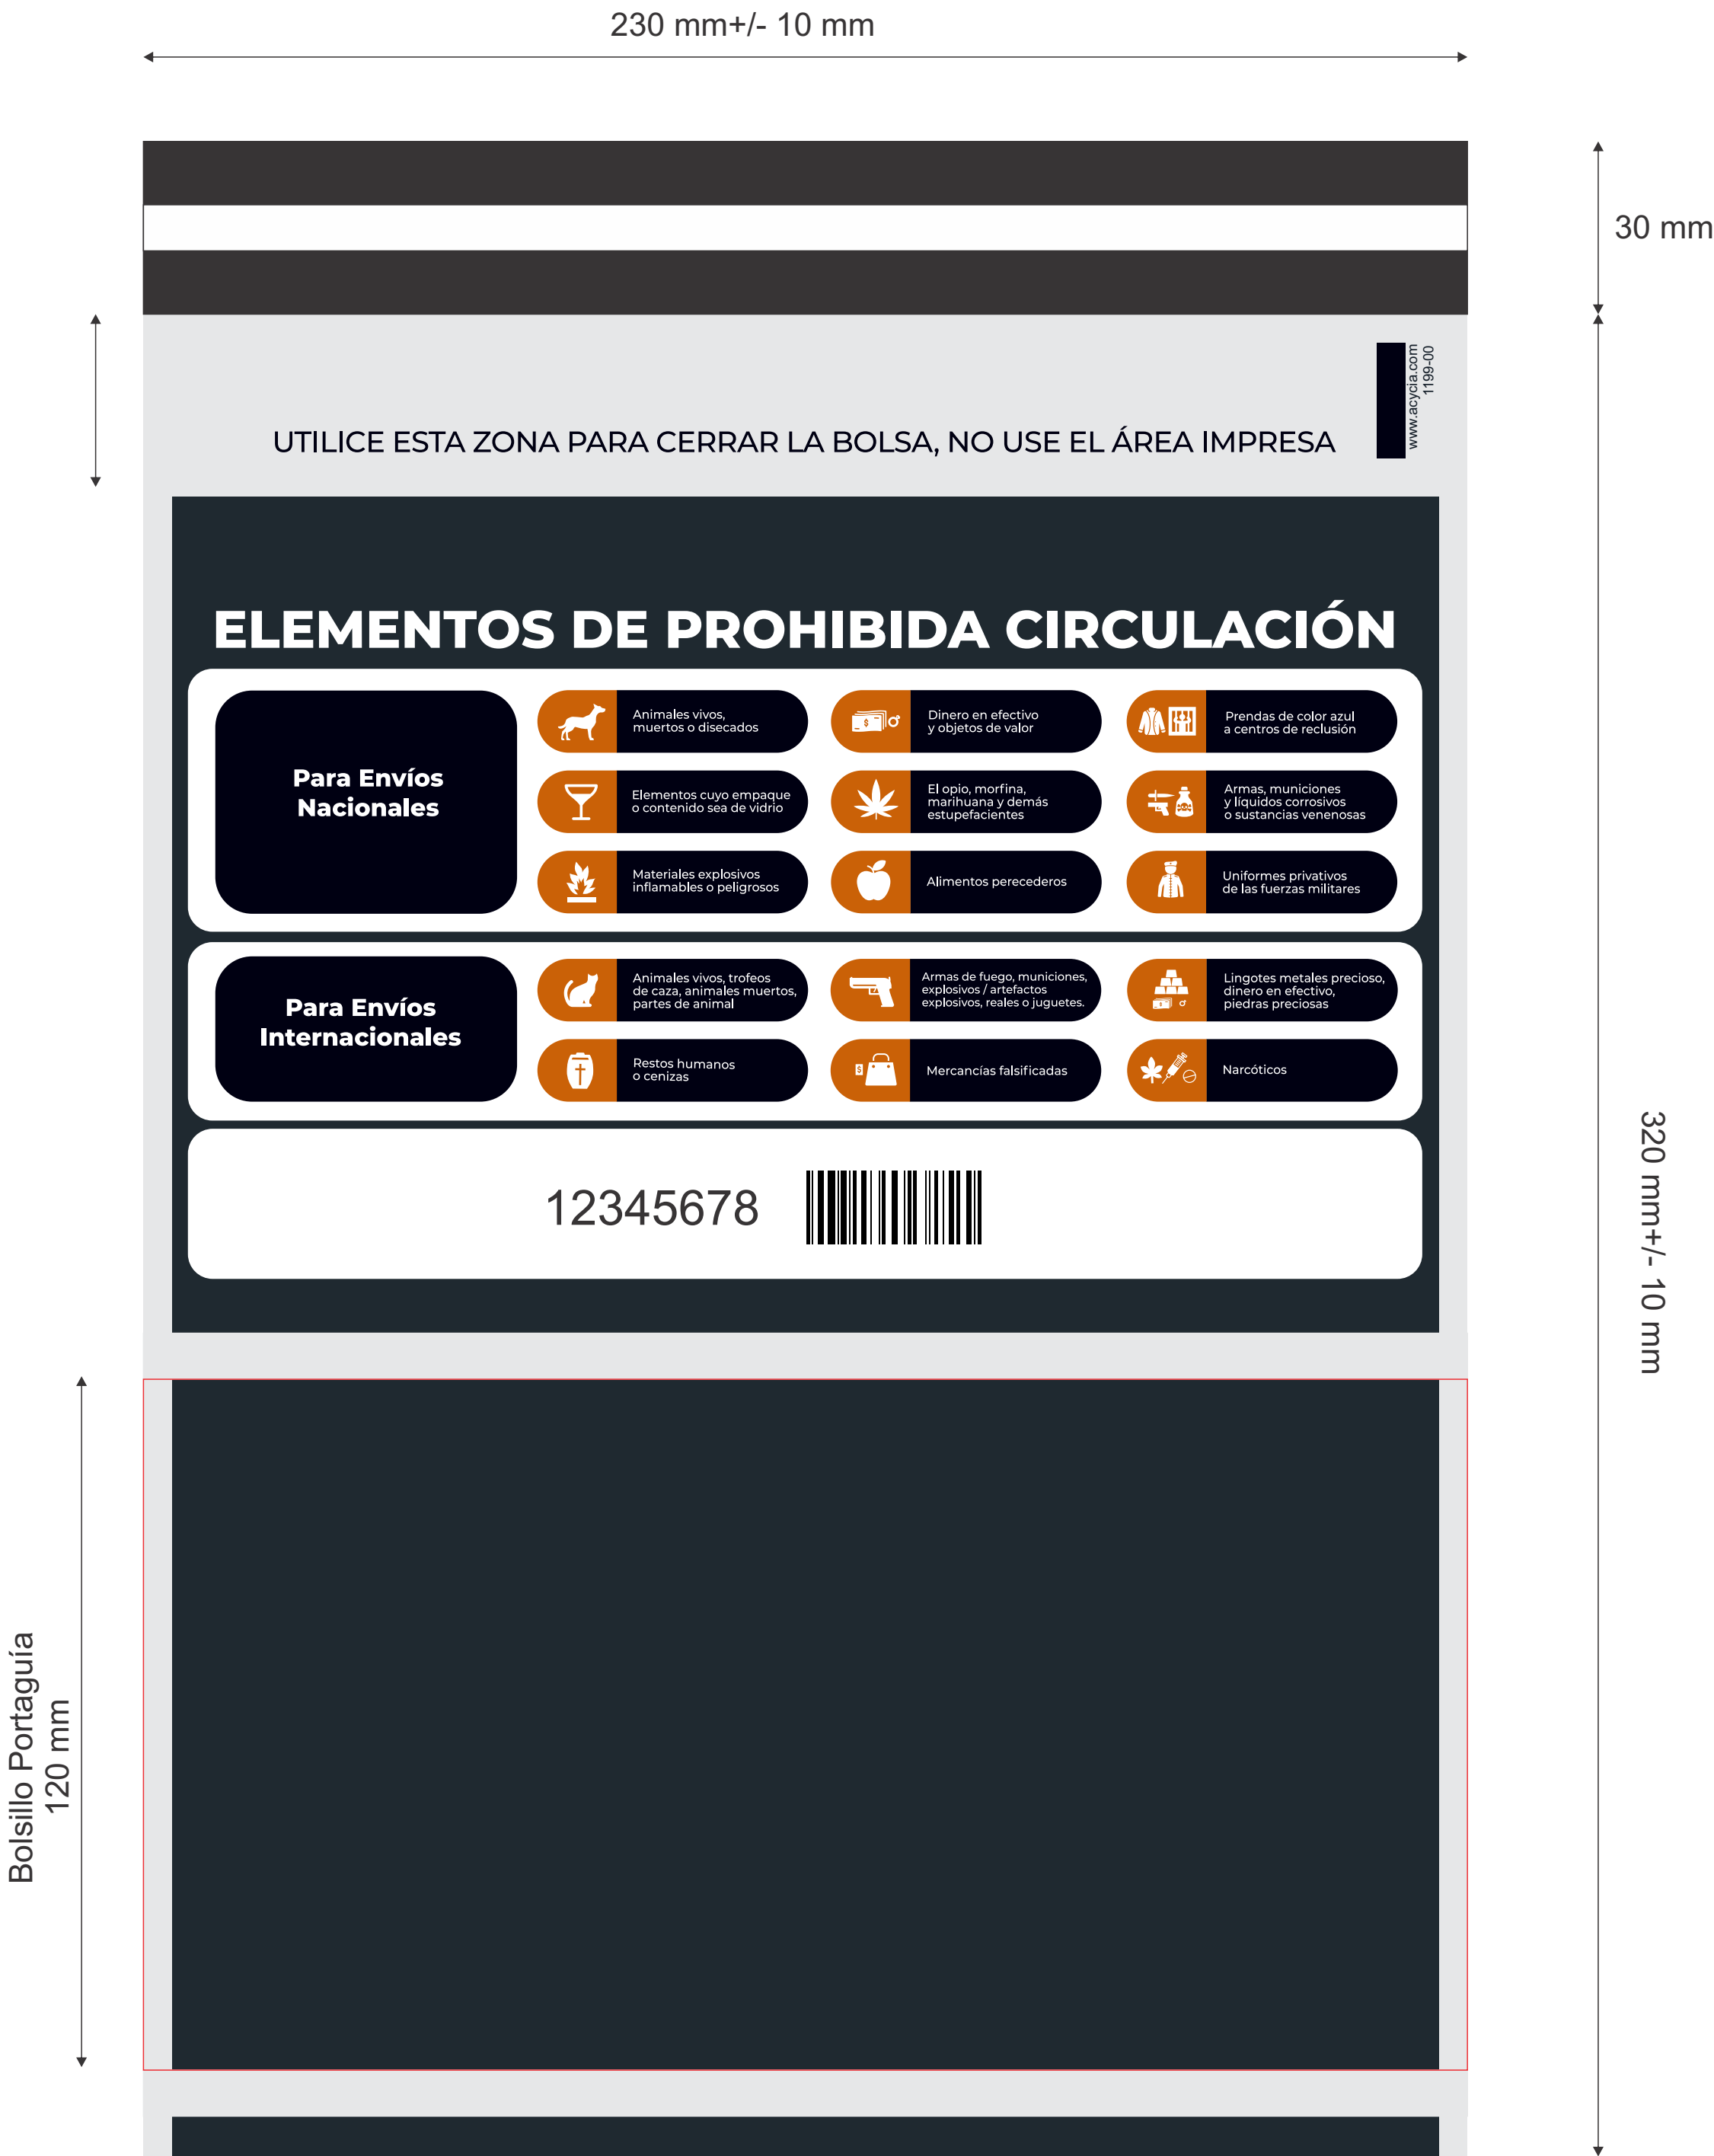 230 mm+/- 10 mm
30 mm
www.acycia.com
1199-00
UTILICE ESTA ZONA PARA CERRAR LA BOLSA, NO USE EL ÁREA IMPRESA
ELEMENTOS DE PROHIBIDA CIRCULACIÓN
Para Envíos
Nacionales
Animales vivos,
muertos o disecados
Dinero en efectivo
y objetos de valor
Prendas de color azul
a centros de reclusión
Elementos cuyo empaque
o contenido sea de vidrio
El opio, morfina,
marihuana y demás
estupefacientes
Armas, municiones
y líquidos corrosivos
o sustancias venenosas
Materiales explosivos
inflamables o peligrosos
Alimentos perecederos
Uniformes privativos
de las fuerzas militares
Para Envíos
Internacionales
Animales vivos, trofeos
de caza, animales muertos,
partes de animal
Armas de fuego, municiones,
explosivos / artefactos
explosivos, reales o juguetes.
Lingotes metales precioso,
dinero en efectivo,
piedras preciosas
Restos humanos
o cenizas
Mercancías falsificadas
Narcóticos
12345678
320 mm+/- 10 mm
Bolsillo Portaguía
120 mm